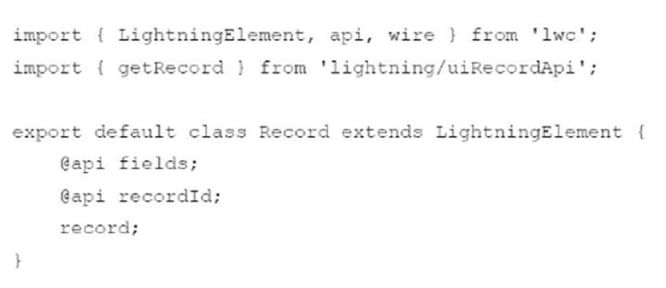 import { LightningElement, api, wire } from 'lwc';
import { getRecord } from 'lightning/uiRecordApi';
export default class Record extends LightningElement {
@api fields;
@api recordId;
record;
}